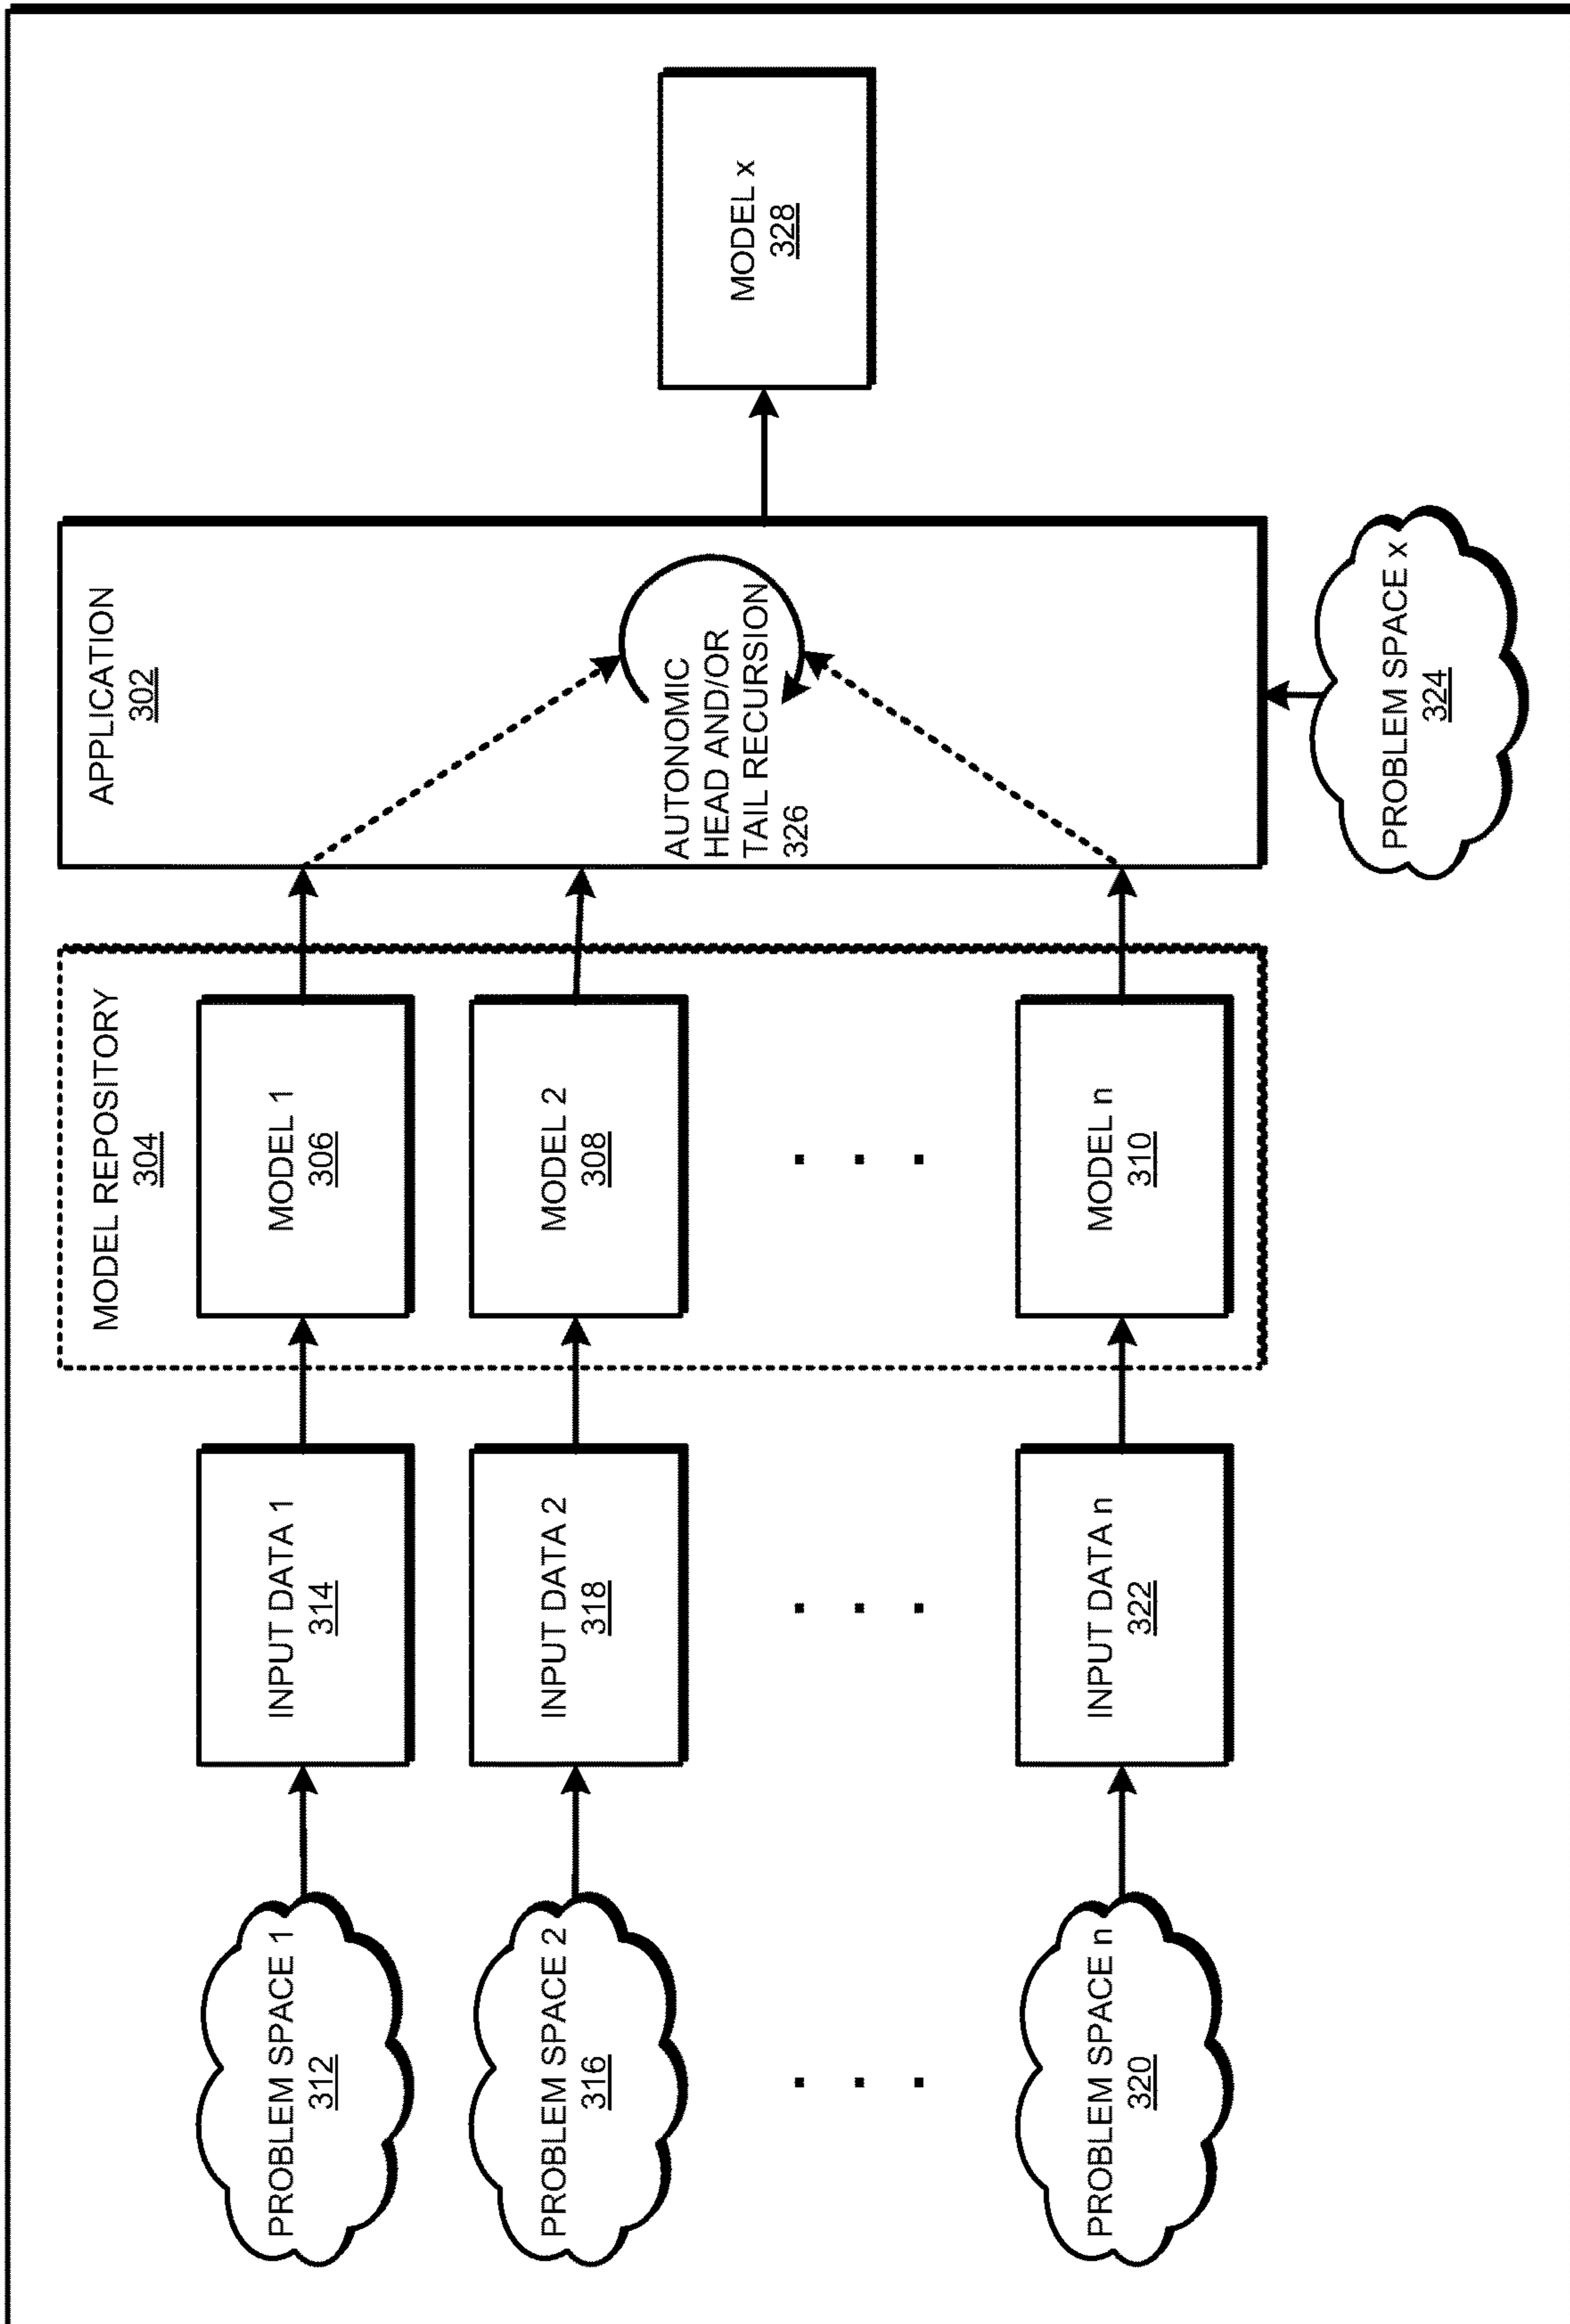 PROBLEM SPACE 1
312
INPUT DATA 1
314
MODEL REPOSITORY
304
MODEL 1
306
APPLICATION
302
PROBLEM SPACE 2
316
INPUT DATA 2
318
MODEL 2
308
AUTONOMIC
HEAD AND/OR
TAIL RECURSION
326
MODEL x
328
. . .
. . .
. . .
PROBLEM SPACE n
320
INPUT DATA n
322
MODEL n
310
PROBLEM SPACE x
324